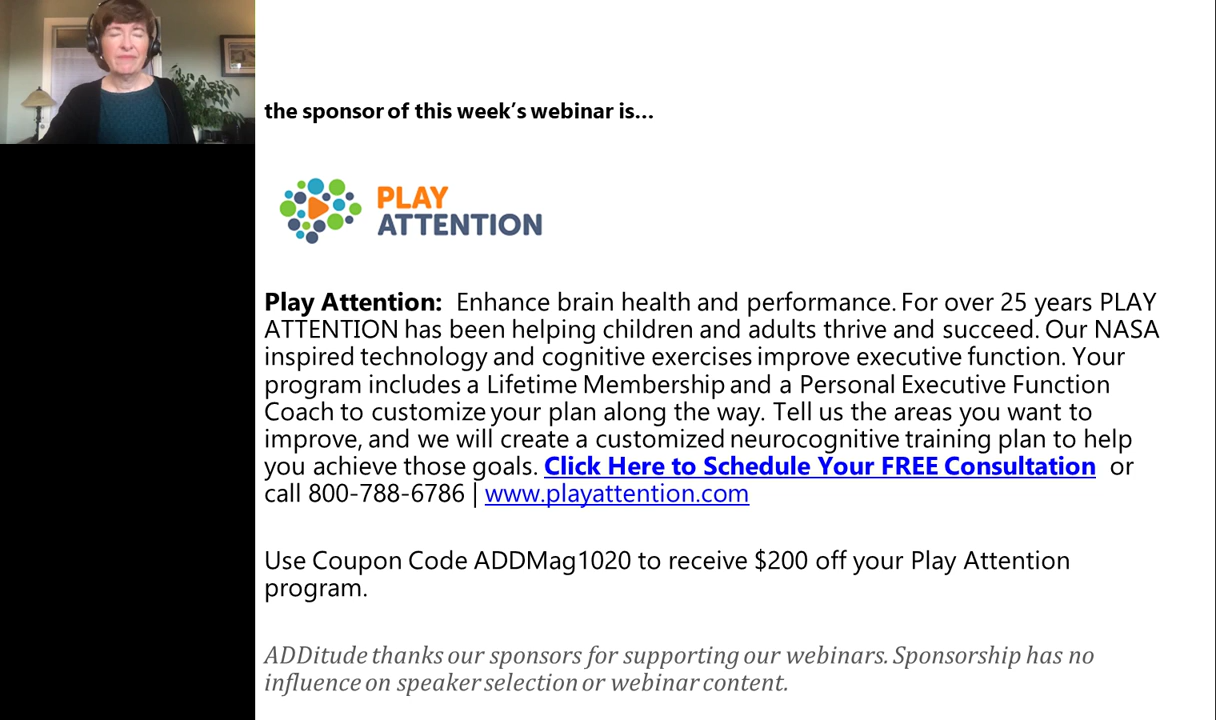 the sponsor of this week's webinar is...
PLAY
ATTENTION
Play Attention: Enhance brain health and performance. For over 25 years PLAY
ATTENTION has been helping children and adults thrive and succeed. Our NASA
inspired technology and cognitive exercises improve executive function. Your
program includes a Lifetime Membership and a Personal Executive Function
Coach to customize your plan along the way. Tell us the areas you want to
improve, and we will create a customized neurocognitive training plan to help
you achieve those goals. Click Here to Schedule Your FREE Consultation or
call 800-788-6786 | www.playattention.com
Use Coupon Code ADDMag1020 to receive $200 off your Play Attention
program.
ADDitude thanks our sponsors for supporting our webinars. Sponsorship has no
influence on speaker selection or webinar content.